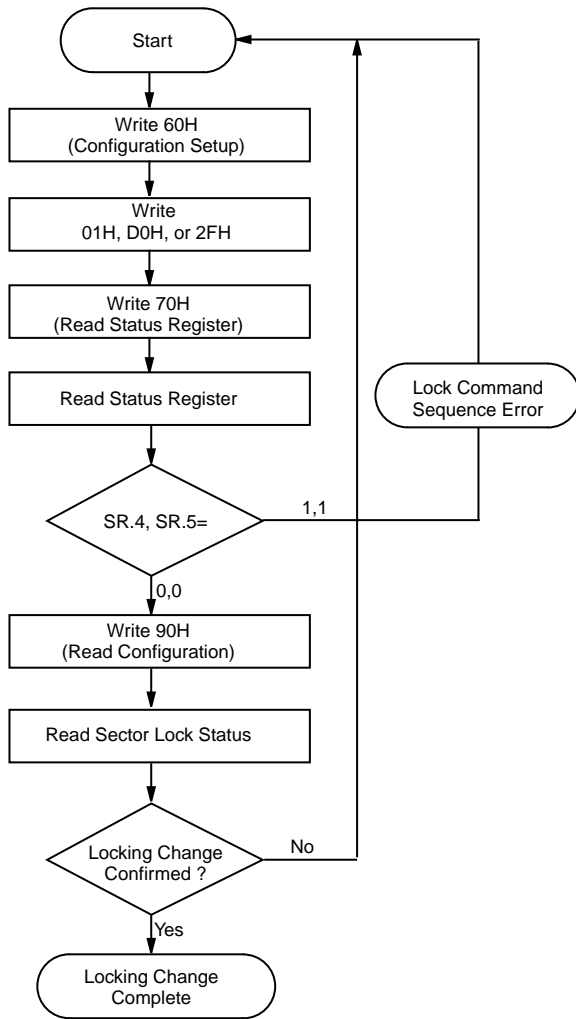 Start
Write 60H
(Configuration Setup)
Write
01H, D0H, or 2FH
Write 70H
(Read Status Register)
Read Status Register
Lock Command
Sequence Error
SR.4, SR.5=
1,1
0,0
Write 90H
(Read Configuration)
Read Sector Lock Status
Locking Change
Confirmed ?
No
Yes
Locking Change
Complete